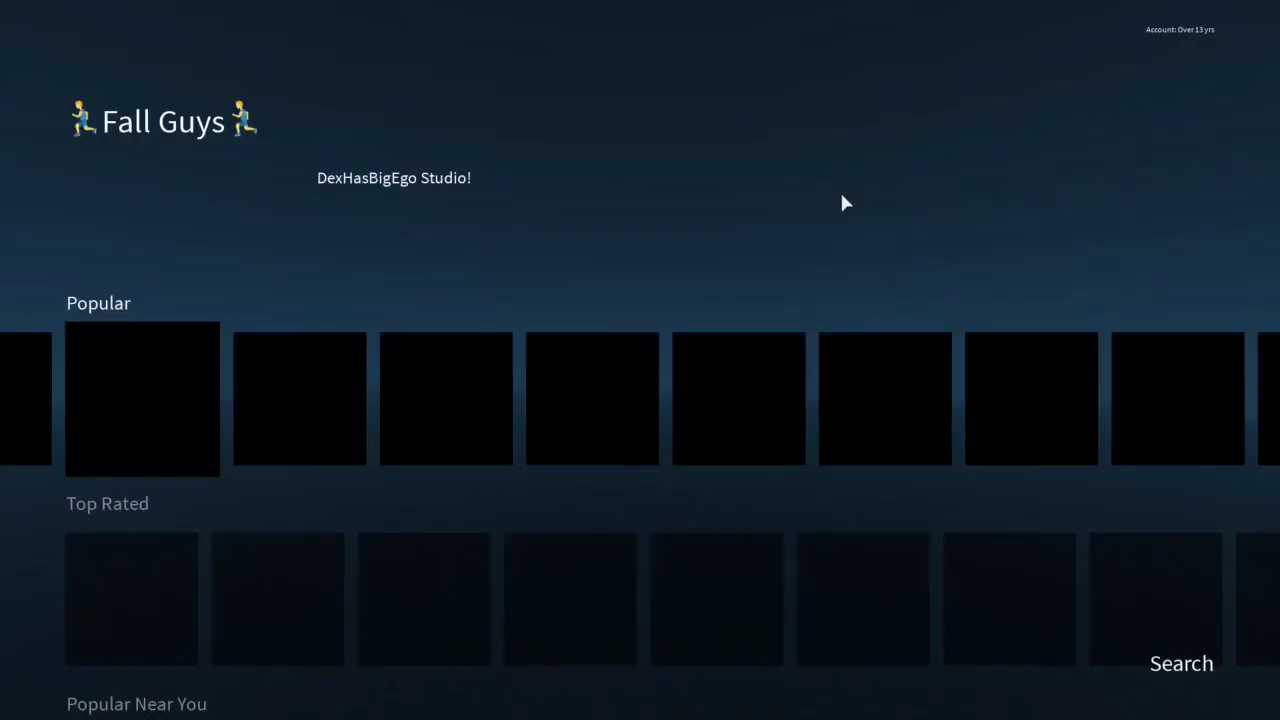 Account: Over 13 yrs
🏃‍♂️Fall Guys🏃‍♂️
DexHasBigEgo Studio!
Popular
Top Rated
Search
Popular Near You